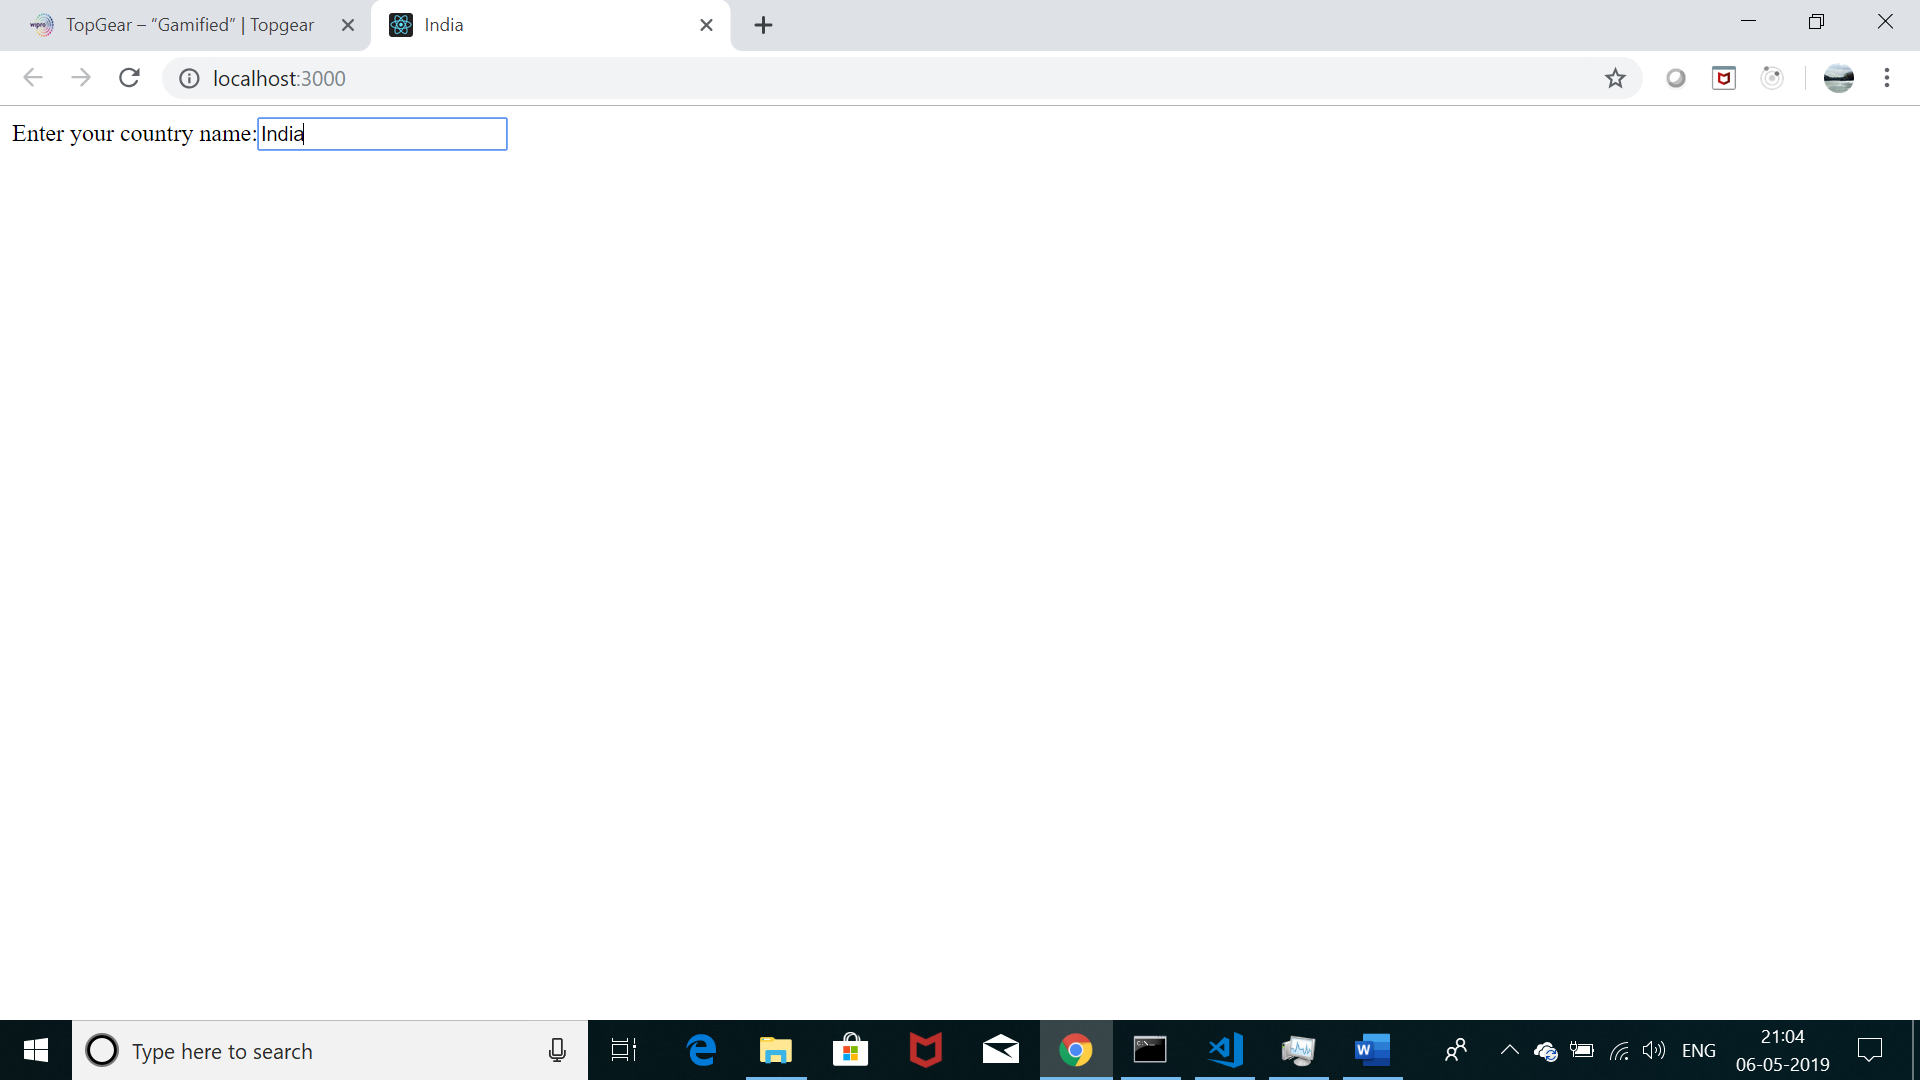 wipro
TopGear – “Gamified” | Topgear
India
localhost:3000
Enter your country name:India
Type here to search
ENG
21:04
06-05-2019